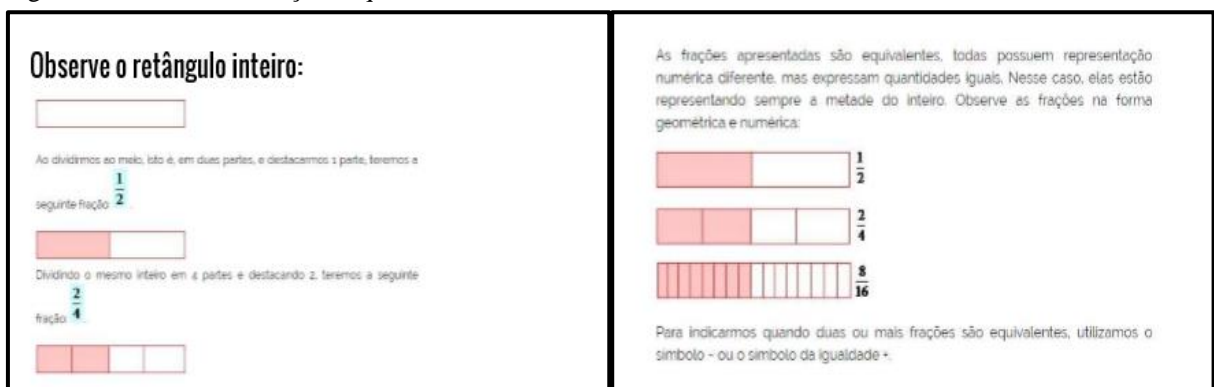 Observe o retângulo inteiro:
Ao dividirmos ao meio, isto é, em duas partes, e destacarmos 1 parte, teremos a
seguinte fração: 1/2.
Dividindo o mesmo inteiro em 4 partes e destacando 2, teremos a seguinte
fração: 2/4.
As frações apresentadas são equivalentes, todas possuem representação
numérica diferente, mas expressam quantidades iguais. Nesse caso, elas estão
representando sempre a metade do inteiro. Observe as frações na forma
geométrica e numérica:
1/2
2/4
8/16
Para indicarmos quando duas ou mais frações são equivalentes, utilizamos o
símbolo ~ ou o símbolo da igualdade